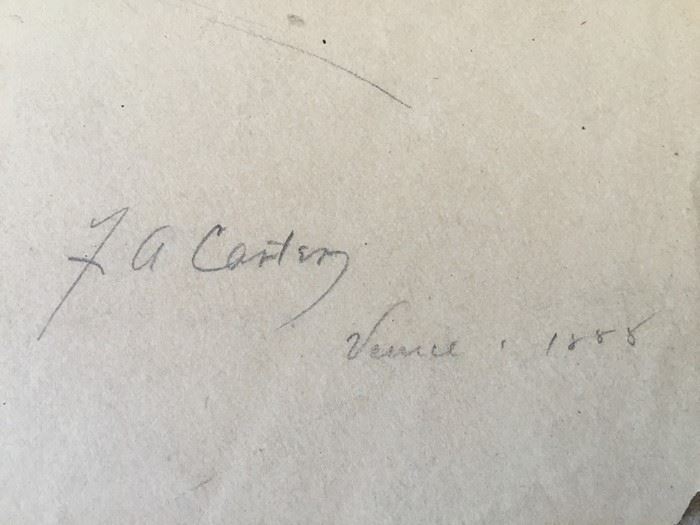 F A Carter
Venice . 1888